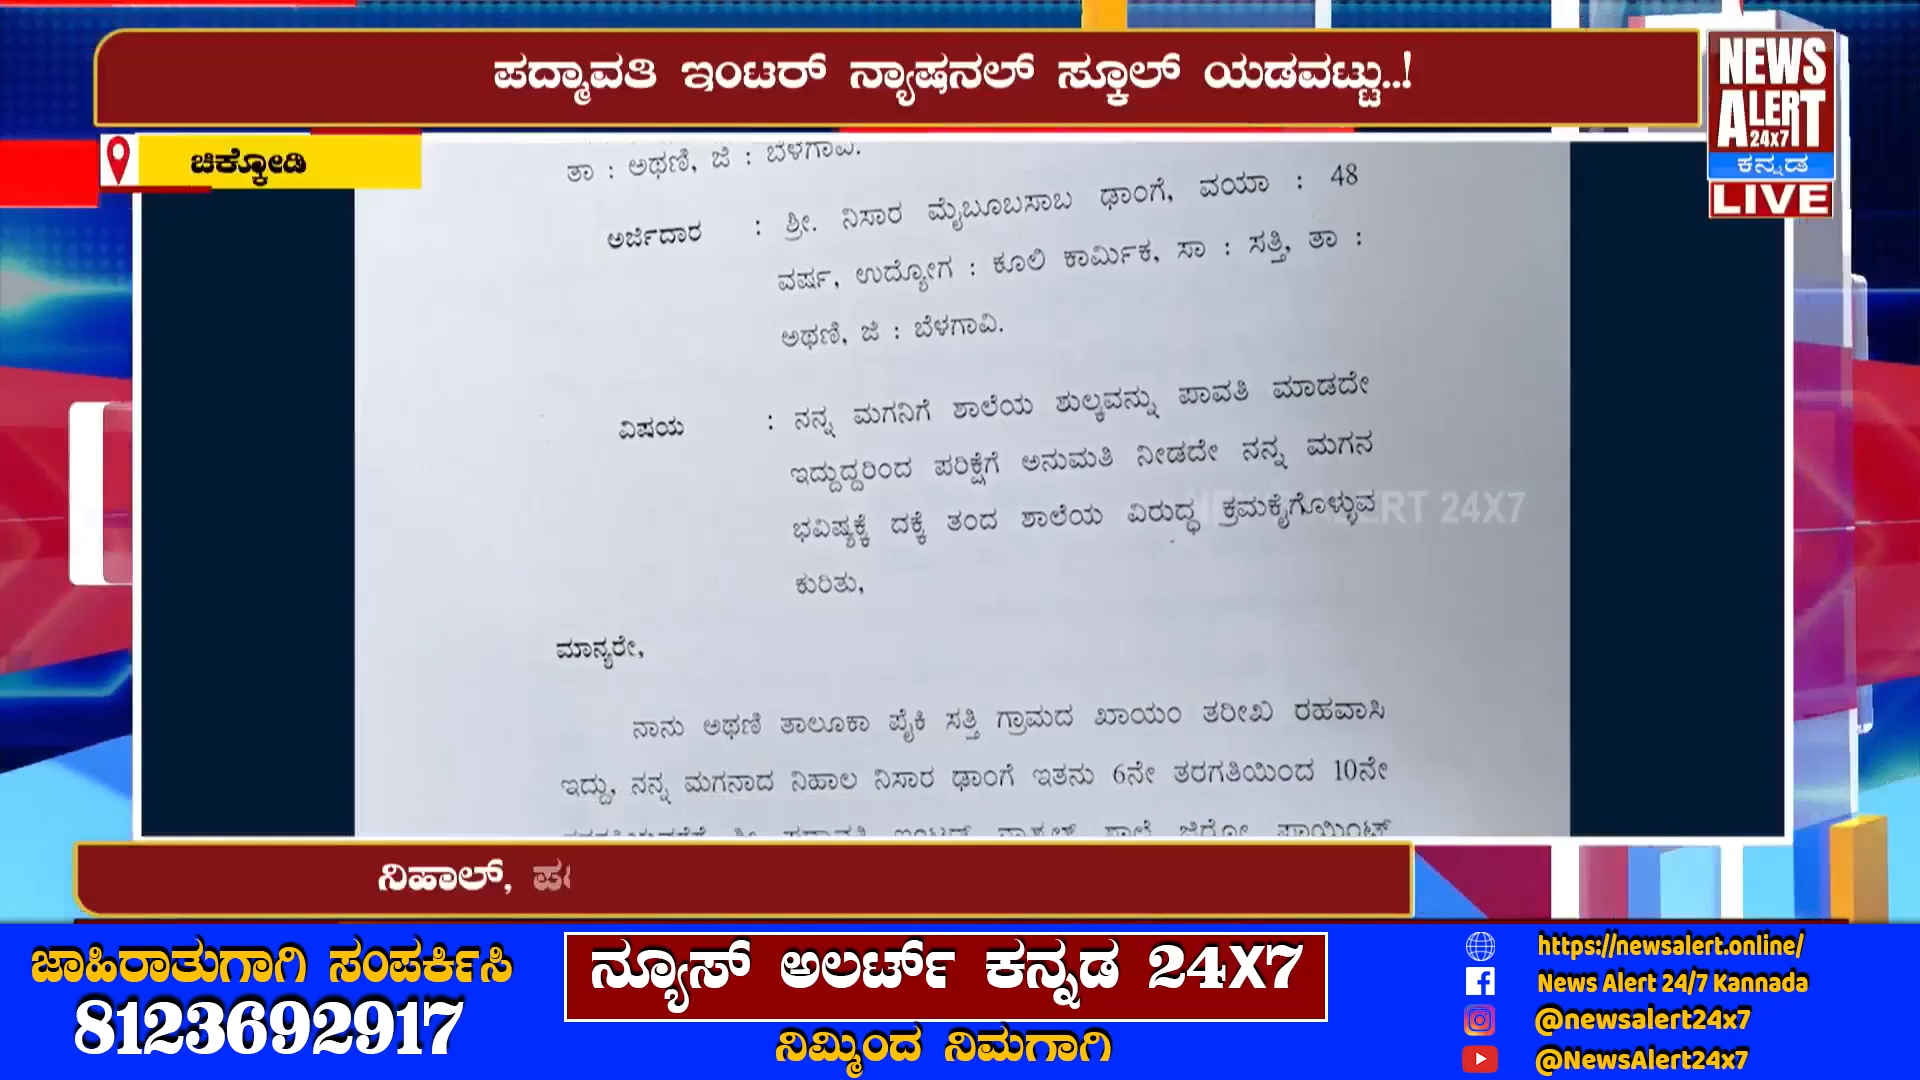 ಪದ್ಮಾವತಿ ಇಂಟರ್ ನ್ಯಾಷನಲ್ ಸ್ಕೂಲ್ ಯಡವಟ್ಟು..!
NEWS
ALERT
24x7
ಕನ್ನಡ
LIVE
ಚಿಕ್ಕೋಡಿ
ತಾ : ಅಥಣಿ, ಜಿ : ಬೆಳಗಾವಿ.
ಅರ್ಜಿದಾರ : ಶ್ರೀ. ನಿಸಾರ ಮೈಬೂಬಸಾಬ ಢಾಂಗೆ, ವಯಾ : 48
ವರ್ಷ, ಉದ್ಯೋಗ : ಕೂಲಿ ಕಾರ್ಮಿಕ, ಸಾ : ಸತ್ತಿ, ತಾ :
ಅಥಣಿ, ಜಿ : ಬೆಳಗಾವಿ.
ವಿಷಯ : ನನ್ನ ಮಗನಿಗೆ ಶಾಲೆಯ ಶುಲ್ಕವನ್ನು ಪಾವತಿ ಮಾಡದೇ
ಇದ್ದುದ್ದರಿಂದ ಪರಿಕ್ಷೆಗೆ ಅನುಮತಿ ನೀಡದೇ ನನ್ನ ಮಗನ
ಭವಿಷ್ಯಕ್ಕೆ ದಕ್ಕೆ ತಂದ ಶಾಲೆಯ ವಿರುದ್ಧ ಕ್ರಮಕೈಗೊಳ್ಳುವ
ಕುರಿತು,
NEWS ALERT 24X7
ಮಾನ್ಯರೇ,
ನಾನು ಅಥಣಿ ತಾಲೂಕಾ ಪೈಕಿ ಸತ್ತಿ ಗ್ರಾಮದ ಖಾಯಂ ತರೀಖ ರಹವಾಸಿ
ಇದ್ದು, ನನ್ನ ಮಗನಾದ ನಿಹಾಲ ನಿಸಾರ ಢಾಂಗೆ ಇತನು 6ನೇ ತರಗತಿಯಿಂದ 10ನೇ
ನಿಹಾಲ್,
ಜಾಹಿರಾತುಗಾಗಿ ಸಂಪರ್ಕಿಸಿ
8123692917
ನ್ಯೂಸ್ ಅಲರ್ಟ್ ಕನ್ನಡ 24X7
ನಿಮ್ಮಿಂದ ನಿಮಗಾಗಿ
https://newsalert.online/
News Alert 24/7 Kannada
@newsalert24x7
@NewsAlert24x7